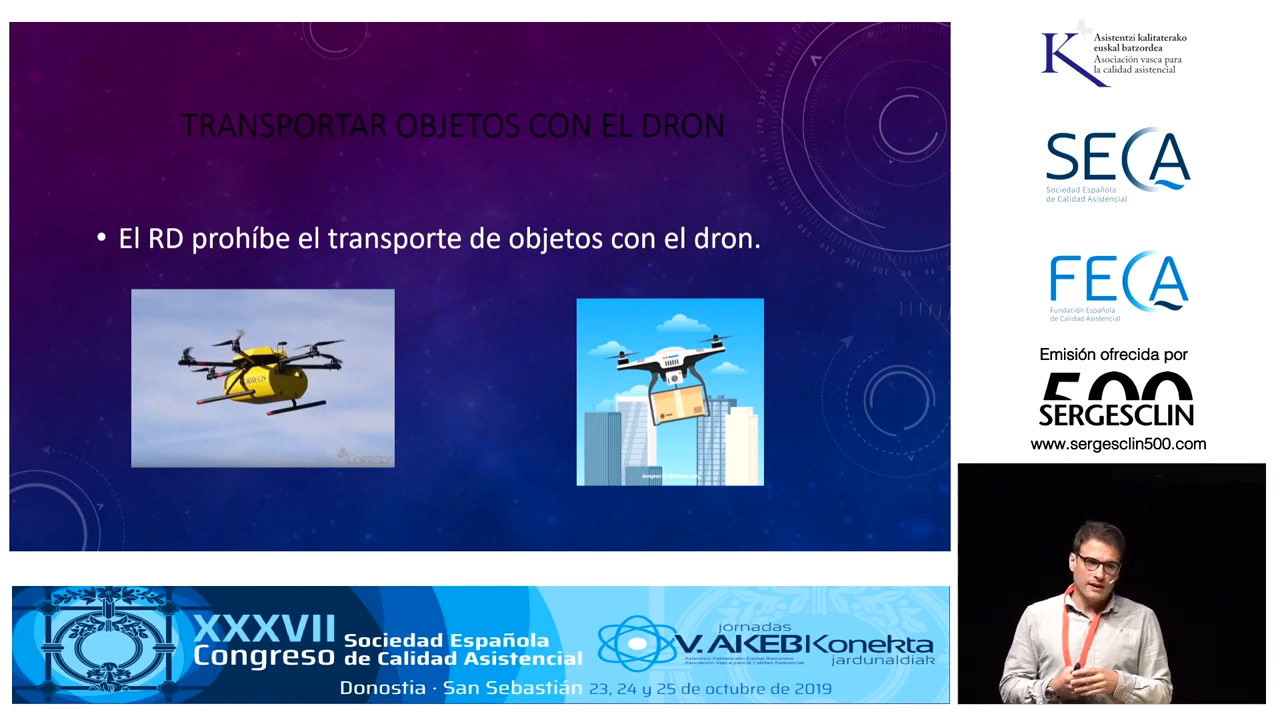 TRANSPORTAR OBJETOS CON EL DRON
• El RD prohíbe el transporte de objetos con el dron.
Asistentzi kalitaterako
euskal batzordea
Asociación vasca para
la calidad asistencial
K
SECA
Sociedad Española
de Calidad Asistencial
FECA
Fundación Española
de Calidad Asistencial
Emisión ofrecida por
500
SERGESCLIN
www.sergesclin500.com
XXXVII
Congreso
Sociedad Española
de Calidad Asistencial
Donostia · San Sebastián 23, 24 y 25 de octubre de 2019
jornadas
V. AKEBIKonekta
jardunaldiak